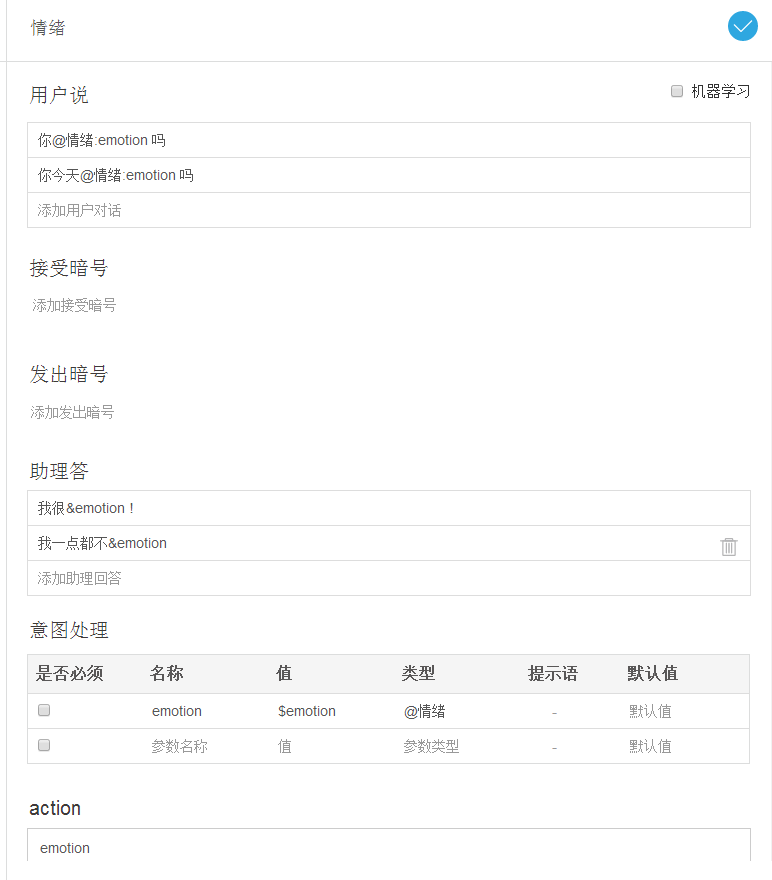 情绪
用户说 机器学习
你@情绪:emotion 吗
你今天@情绪:emotion 吗
添加用户对话
接受暗号
添加接受暗号
发出暗号
添加发出暗号
助理答
我很&emotion！
我一点都不&emotion
添加助理回答
意图处理
是否必须 名称 值 类型 提示语 默认值
emotion $emotion @情绪 - 默认值
参数名称 值 参数类型 - 默认值
action
emotion